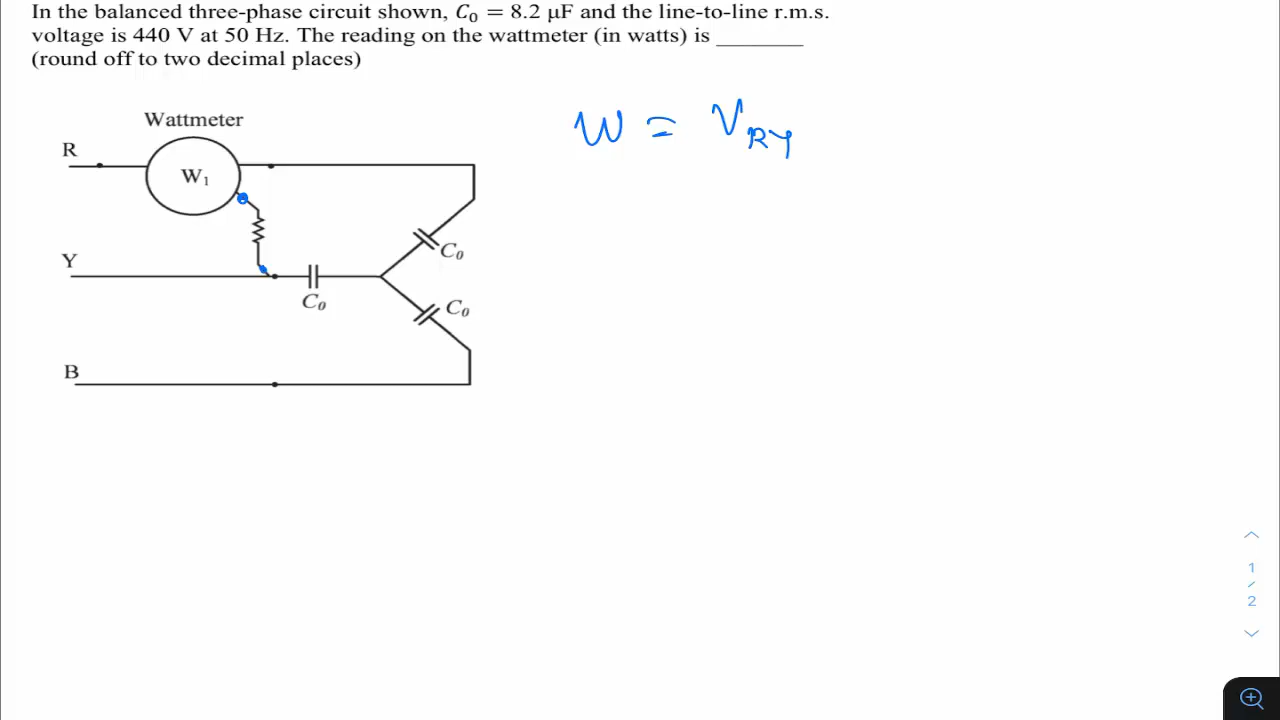 In the balanced three-phase circuit shown, C₀ = 8.2 μF and the line-to-line r.m.s.
voltage is 440 V at 50 Hz. The reading on the wattmeter (in watts) is ________
(round off to two decimal places)
Wattmeter
W = V_RY
R
W₁
C₀
Y
C₀
C₀
B
1
/
2